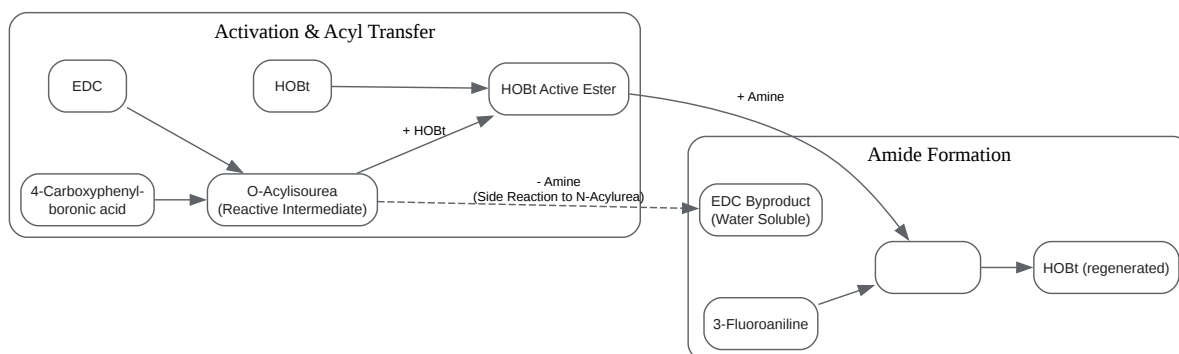 Activation & Acyl Transfer
EDC
HOBt
HOBt Active Ester
+ Amine
+ HOBt
4-Carboxyphenyl-
boronic acid
O-Acylisourea
(Reactive Intermediate)
- Amine
(Side Reaction to N-Acylurea)
Amide Formation
EDC Byproduct
(Water Soluble)
HOBt (regenerated)
3-Fluoroaniline